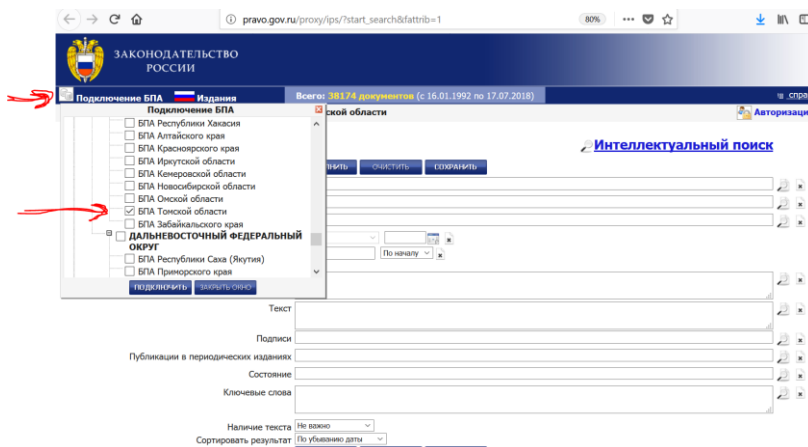 pravo.gov.ru/proxy/ips/?start_search&fattrib=1
80%
ЗАКОНОДАТЕЛЬСТВО
РОССИИ
Подключение БПА Издания Всего: 38174 документов (с 16.01.1992 по 17.07.2018) спра
Подключение БПА
ской области
Авторизаци
БПА Республики Хакасия
БПА Алтайского края
БПА Красноярского края
Интеллектуальный поиск
БПА Иркутской области
БПА Кемеровской области
НИТЬ ОЧИСТИТЬ СОХРАНИТЬ
БПА Новосибирской области
БПА Омской области
БПА Томской области
БПА Забайкальского края
ДАЛЬНЕВОСТОЧНЫЙ ФЕДЕРАЛЬНЫЙ
ОКРУГ
По началу
БПА Республики Саха (Якутия)
БПА Приморского края
ПОДКЛЮЧИТЬ ЗАКРЫТЬ ОКНО
Текст
Подписи
Публикации в периодических изданиях
Состояние
Ключевые слова
Наличие текста Не важно
Сортировать результат По убыванию даты